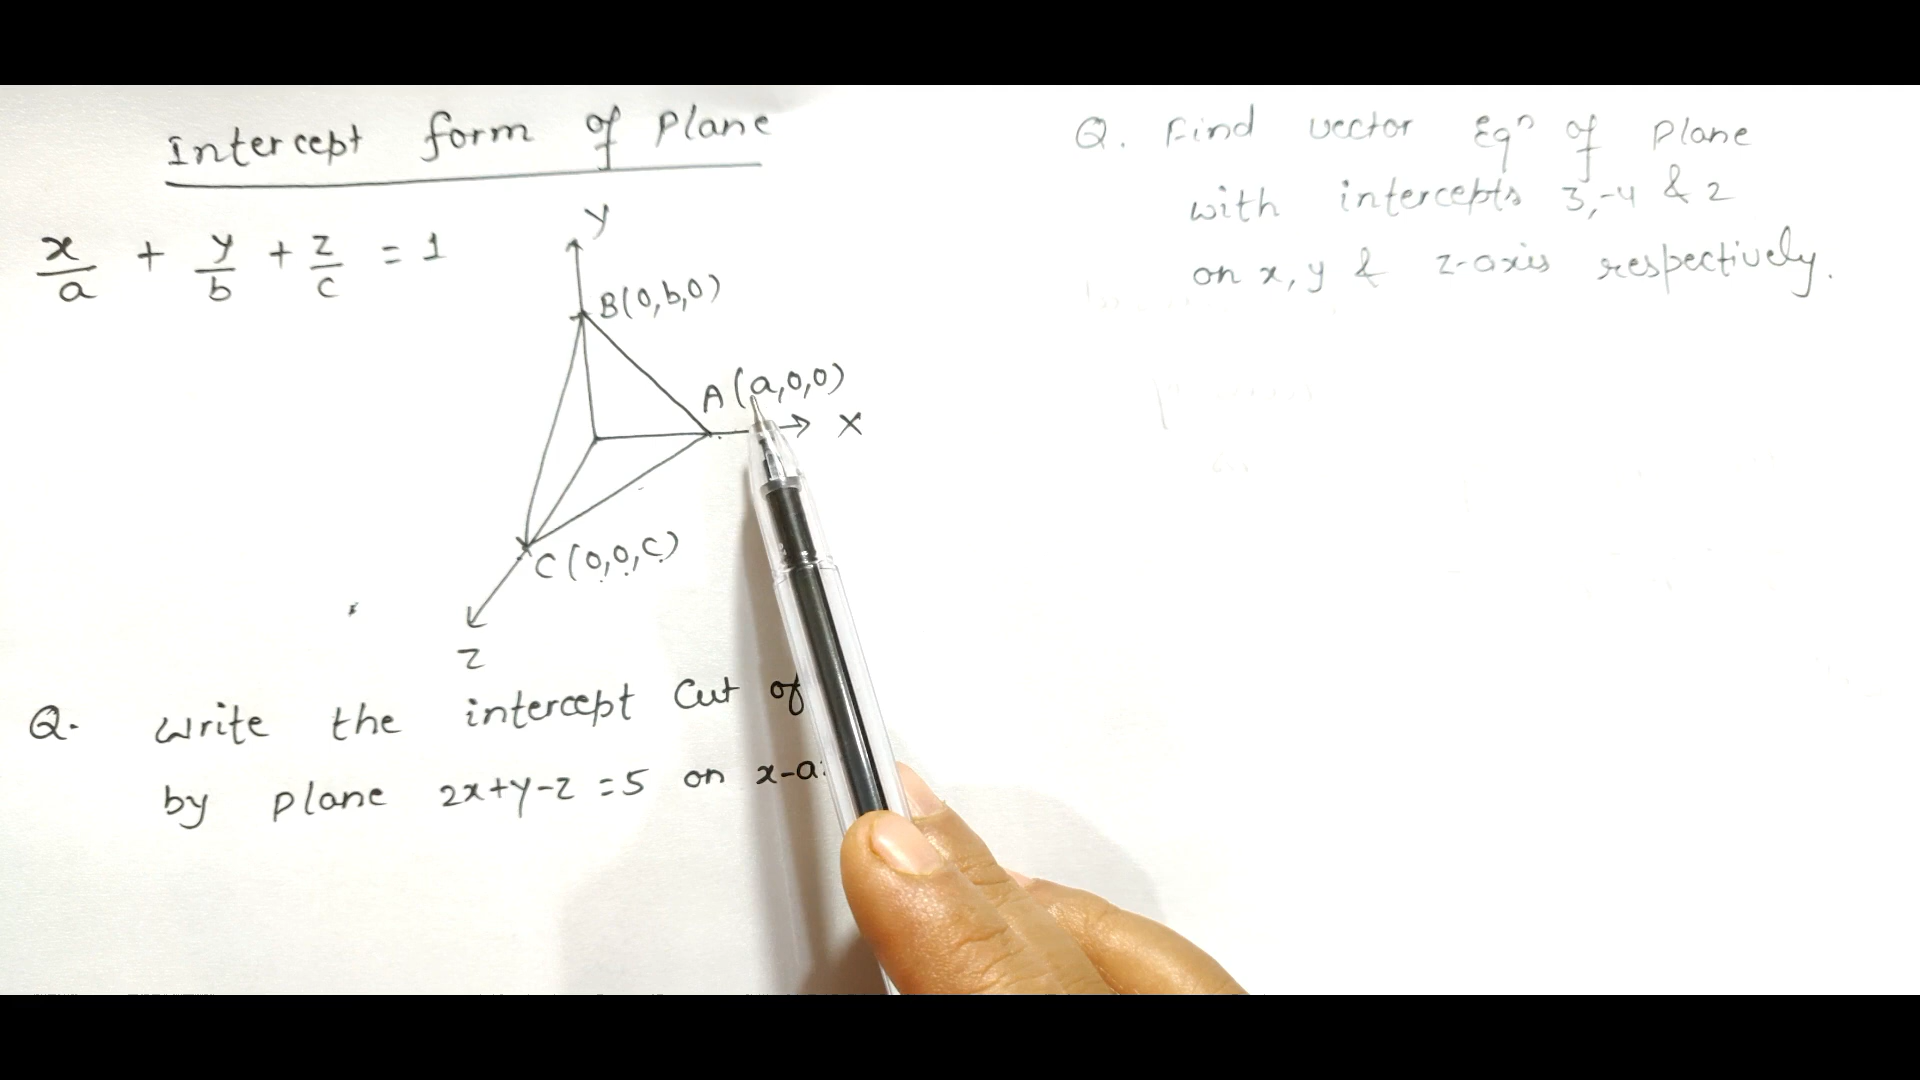 Intercept form of Plane
x/a + y/b + z/c = 1
y
B(0,b,0)
A(a,0,0)
X
C(0,0,c)
z
Q. Write the intercept Cut of
by plane 2x+y-z =5 on x-a
Q. Find vector Eqⁿ of Plane
with intercepts 3,-4 & 2
on x, y & z-axis respectively.